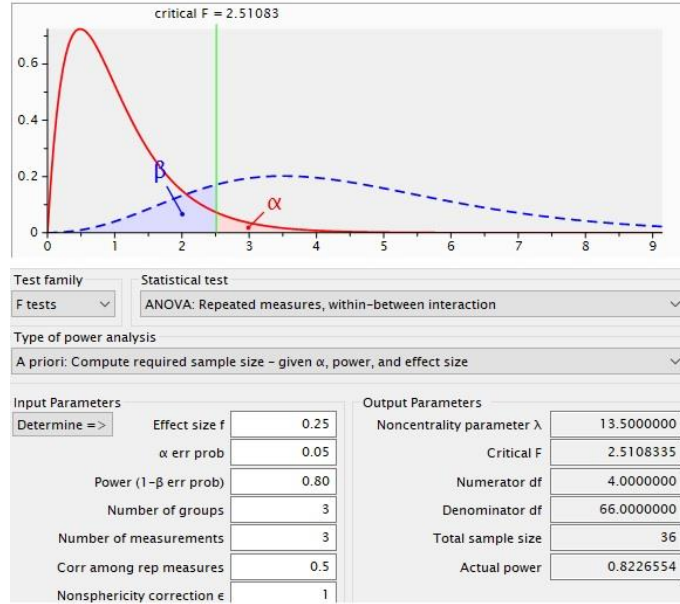 critical F = 2.51083
0.6
0.4
β
0.2
α
0
0 1 2 3 4 5 6 7 8 9
Test family Statistical test
F tests ANOVA: Repeated measures, within-between interaction
Type of power analysis
A priori: Compute required sample size - given α, power, and effect size
Input Parameters Output Parameters
Determine => Effect size f 0.25 Noncentrality parameter λ 13.5000000
α err prob 0.05 Critical F 2.5108335
Power (1-β err prob) 0.80 Numerator df 4.0000000
Number of groups 3 Denominator df 66.0000000
Number of measurements 3 Total sample size 36
Corr among rep measures 0.5 Actual power 0.8226554
Nonsphericity correction ϵ 1